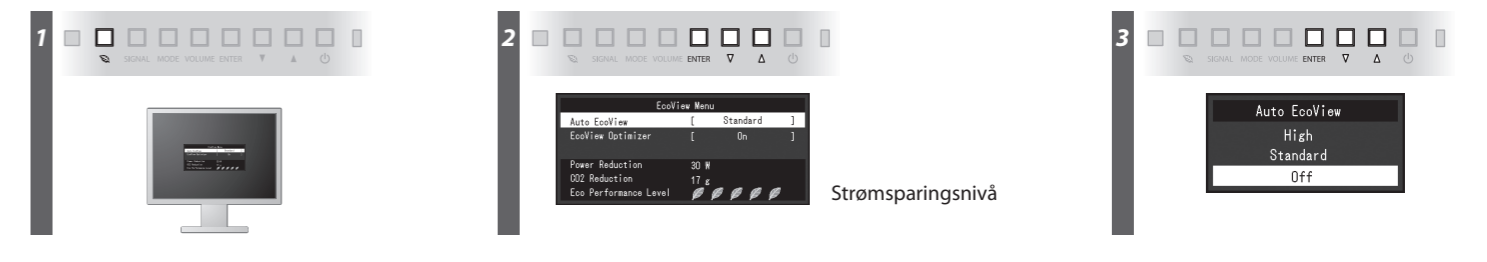 1
SIGNAL MODE VOLUME ENTER
2
SIGNAL MODE VOLUME ENTER
EcoView Menu
Auto EcoView [ Standard ]
EcoView Optimizer [ On ]
Power Reduction 30 W
CO2 Reduction 17 g
Eco Performance Level
Strømsparingsnivå
3
SIGNAL MODE VOLUME ENTER
Auto EcoView
High
Standard
Off